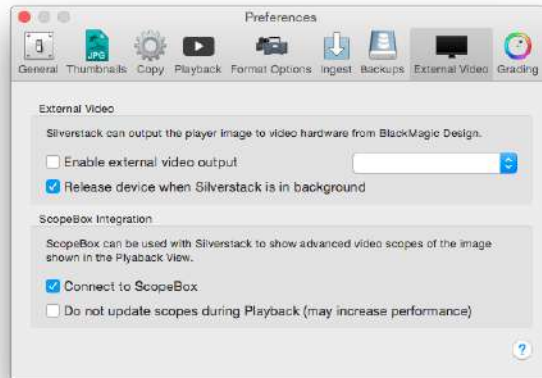 Preferences
JPG
General Thumbnails Copy Playback Format Options Ingest Backups External Video Grading
External Video
Silverstack can output the player image to video hardware from BlackMagic Design.
Enable external video output
Release device when Silverstack is in background
ScopeBox Integration
ScopeBox can be used with Silverstack to show advanced video scopes of the image
shown in the Plyaback View.
Connect to ScopeBox
Do not update scopes during Playback (may increase performance)
?